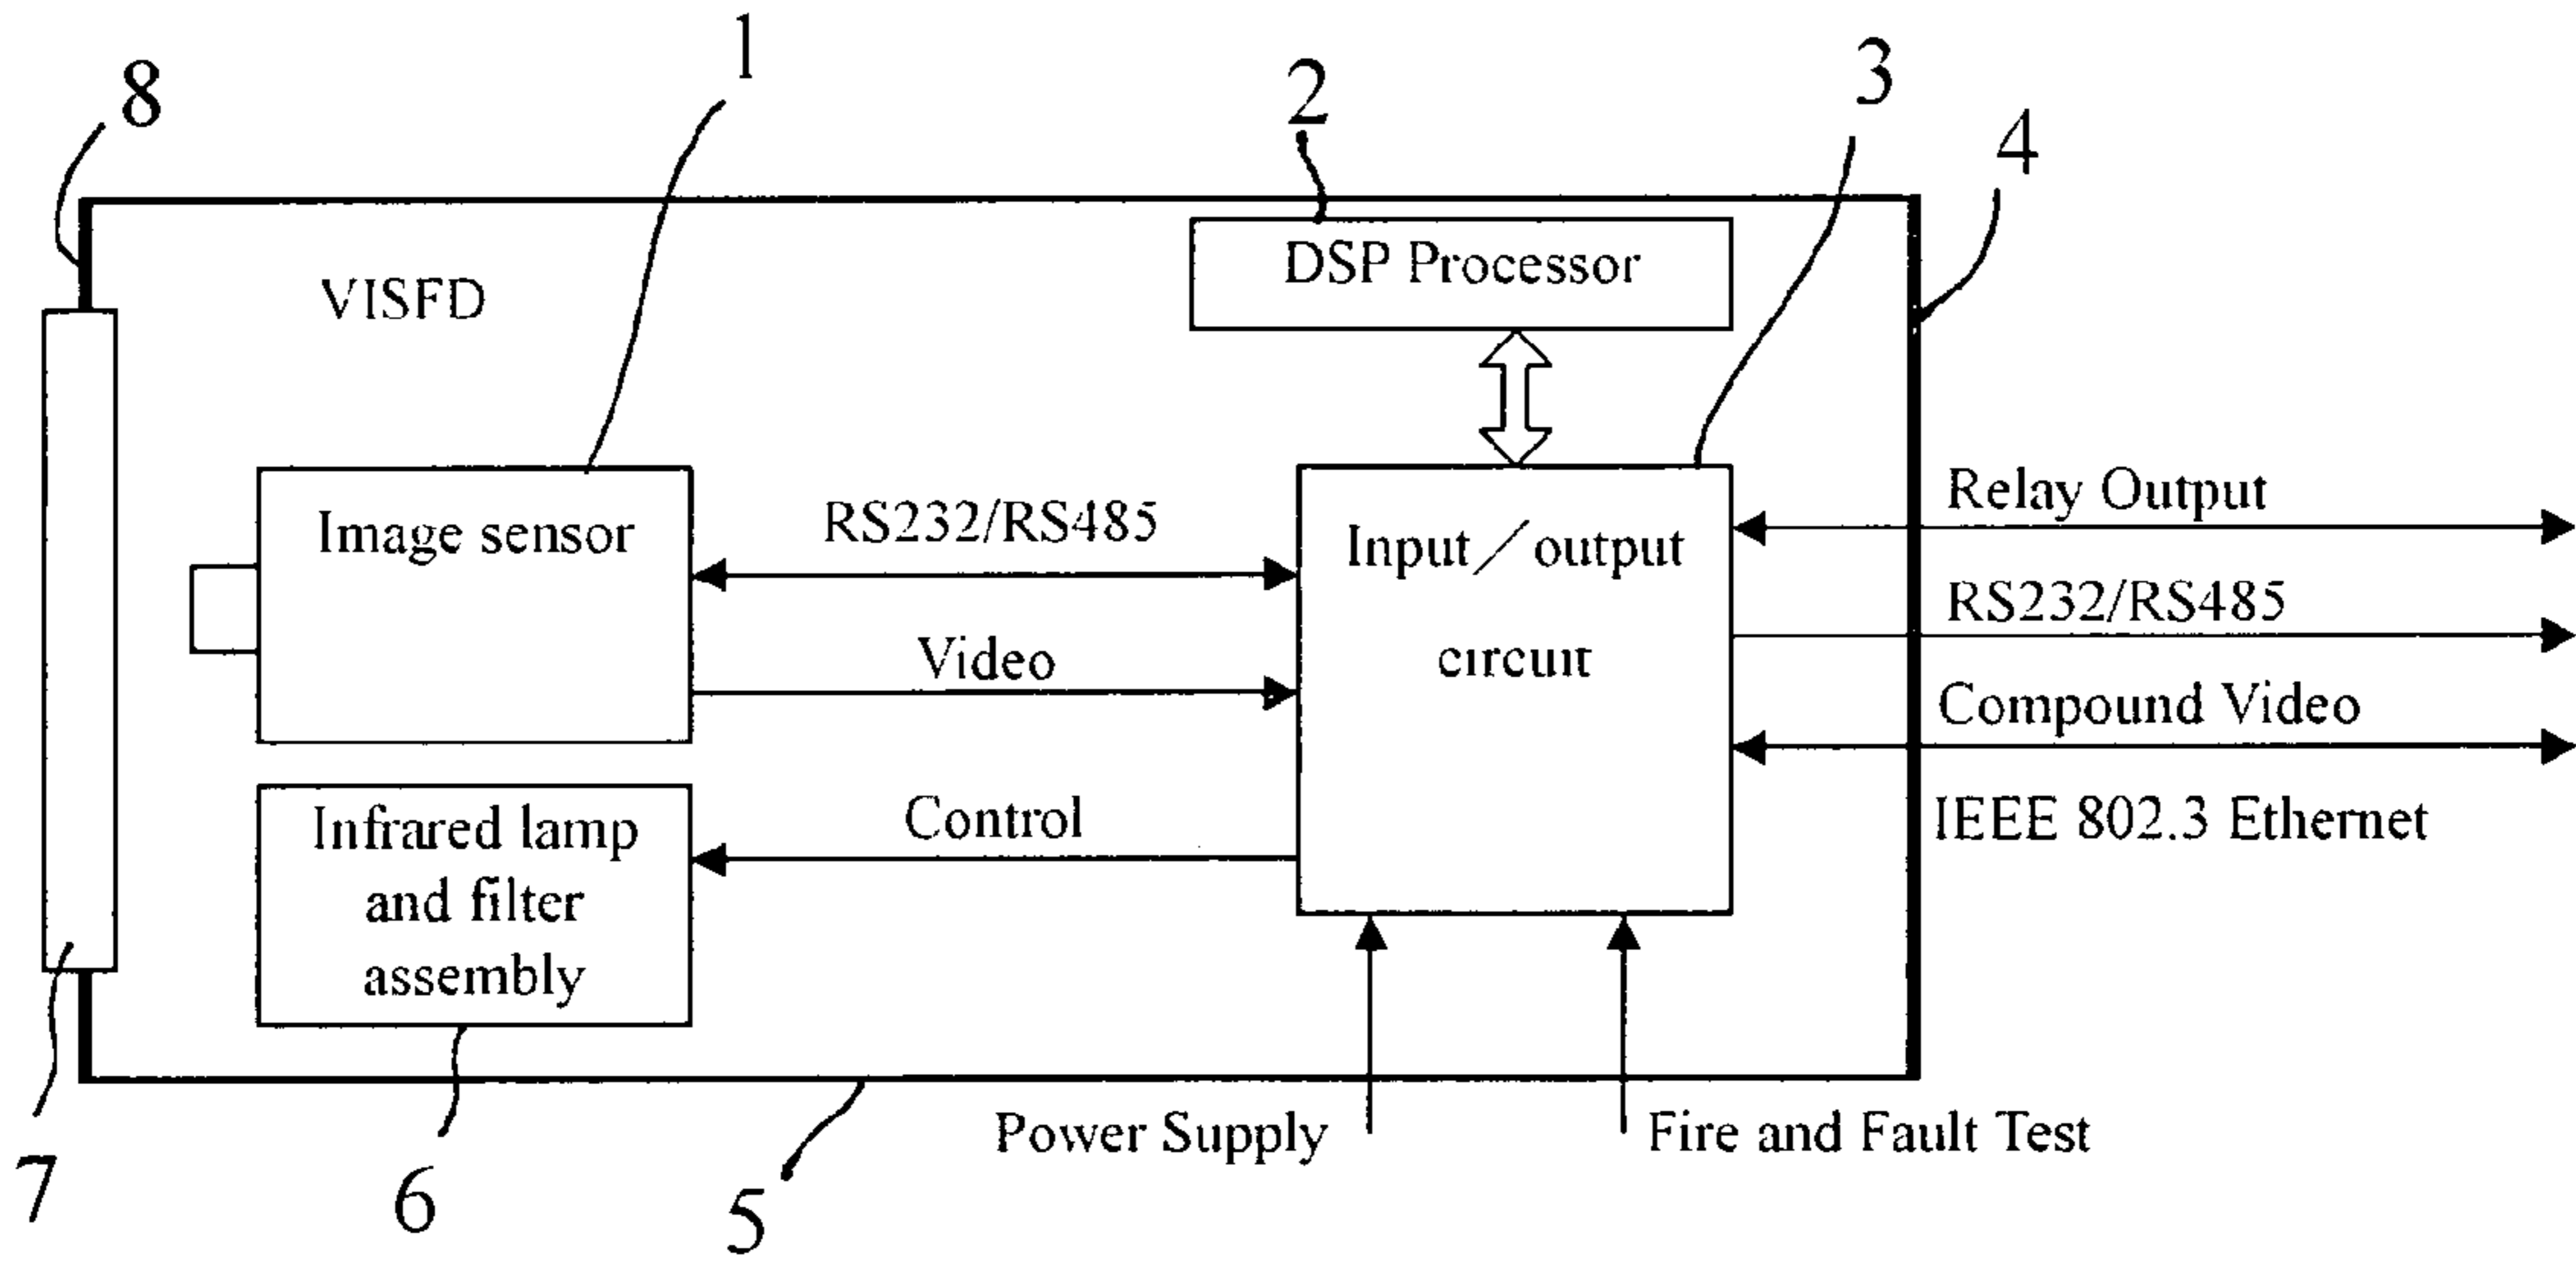 1
2
3
8
4
DSP Processor
VISFD
Relay Output
Image sensor
RS232/RS485
Input／output
circuit
RS232/RS485
Video
Compound Video
Control
IEEE 802.3 Ethernet
Infrared lamp
and filter
assembly
Power Supply
Fire and Fault Test
7
6
5